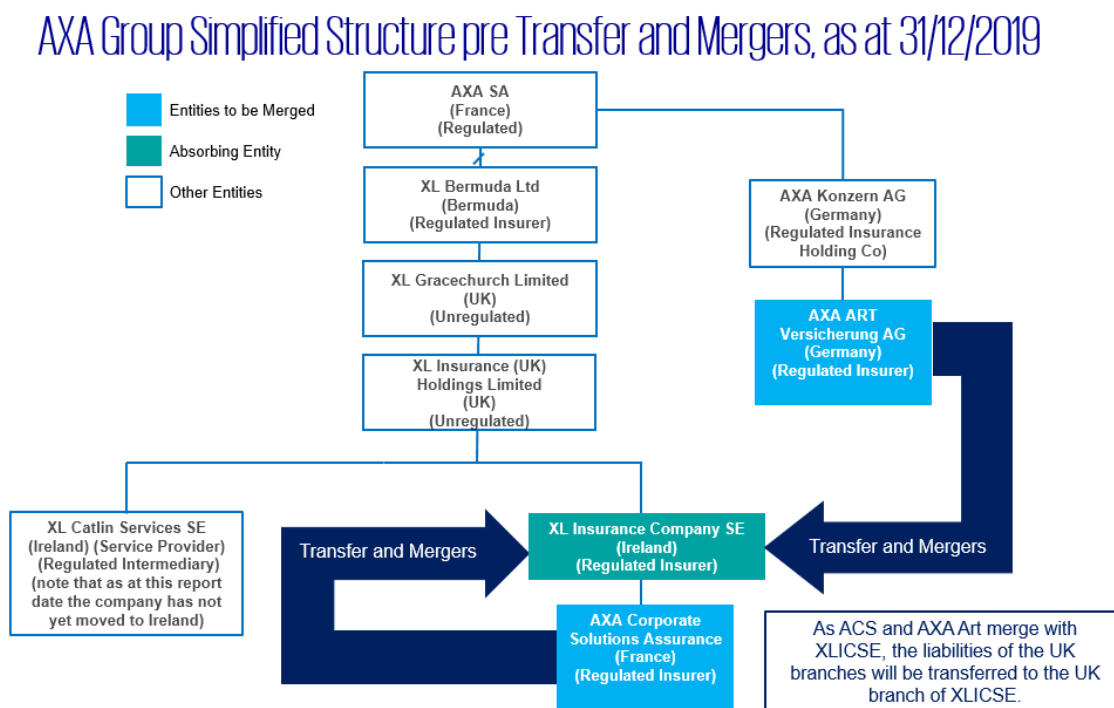 AXA Group Simplified Structure pre Transfer and Mergers, as at 31/12/2019
Entities to be Merged
Absorbing Entity
Other Entities
AXA SA
(France)
(Regulated)
XL Bermuda Ltd
(Bermuda)
(Regulated Insurer)
AXA Konzern AG
(Germany)
(Regulated Insurance
Holding Co)
XL Gracechurch Limited
(UK)
(Unregulated)
AXA ART
Versicherung AG
(Germany)
(Regulated Insurer)
XL Insurance (UK)
Holdings Limited
(UK)
(Unregulated)
XL Catlin Services SE
(Ireland) (Service Provider)
(Regulated Intermediary)
(note that as at this report
date the company has not
yet moved to Ireland)
Transfer and Mergers
XL Insurance Company SE
(Ireland)
(Regulated Insurer)
Transfer and Mergers
AXA Corporate
Solutions Assurance
(France)
(Regulated Insurer)
As ACS and AXA Art merge with
XLICSE, the liabilities of the UK
branches will be transferred to the UK
branch of XLICSE.